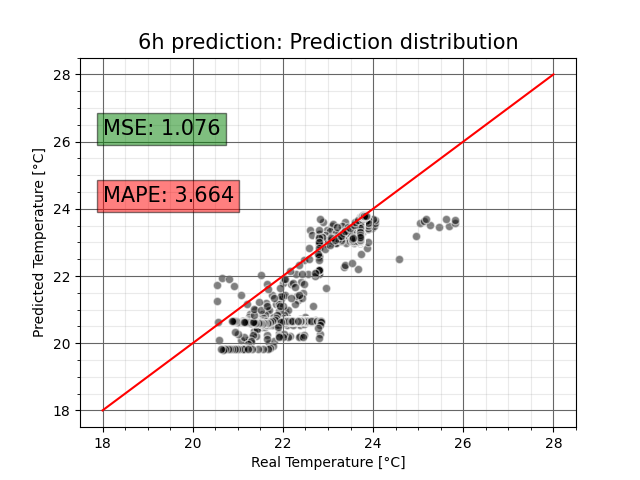 6h prediction: Prediction distribution
28
26
24
22
20
18
MSE: 1.076
MAPE: 3.664
Predicted Temperature [°C]
18 20 22 24 26 28
Real Temperature [°C]